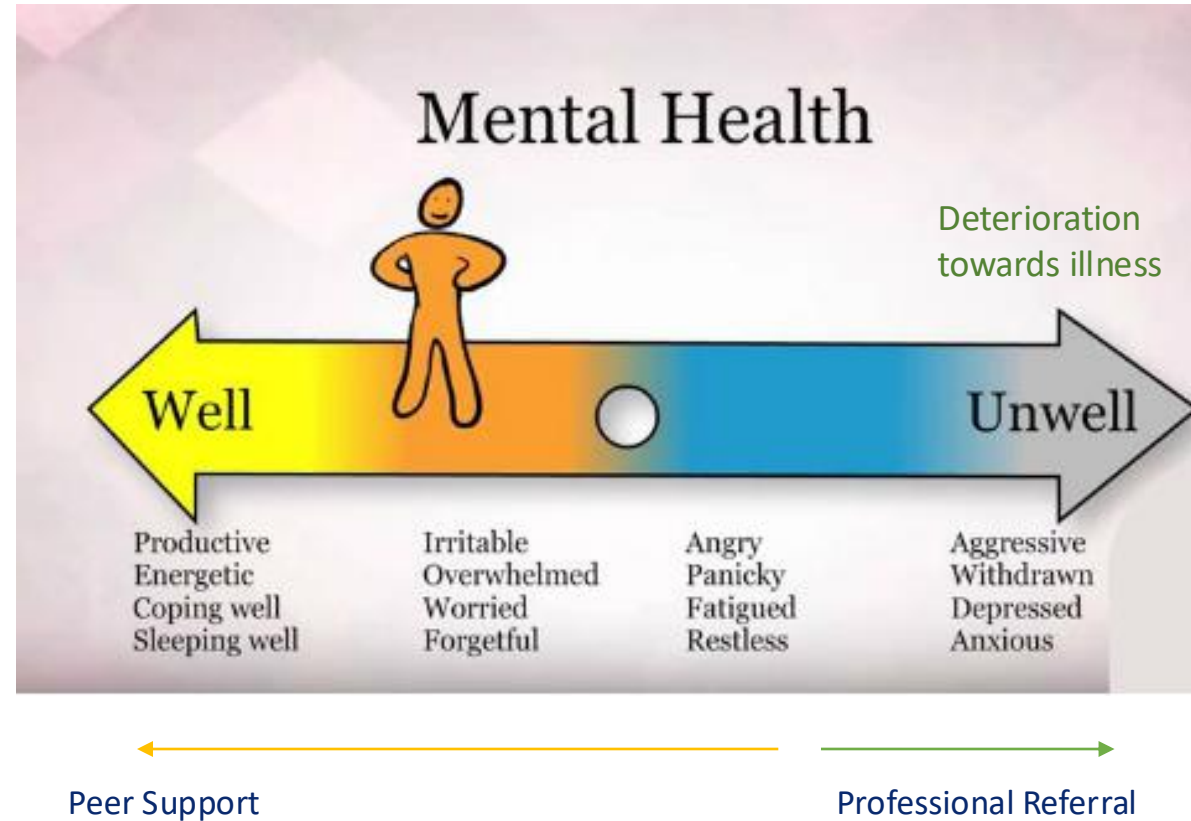 Mental Health
Deterioration
towards illness
Well
Unwell
Productive
Energetic
Coping well
Sleeping well
Irritable
Overwhelmed
Worried
Forgetful
Angry
Panicky
Fatigued
Restless
Aggressive
Withdrawn
Depressed
Anxious
Peer Support
Professional Referral